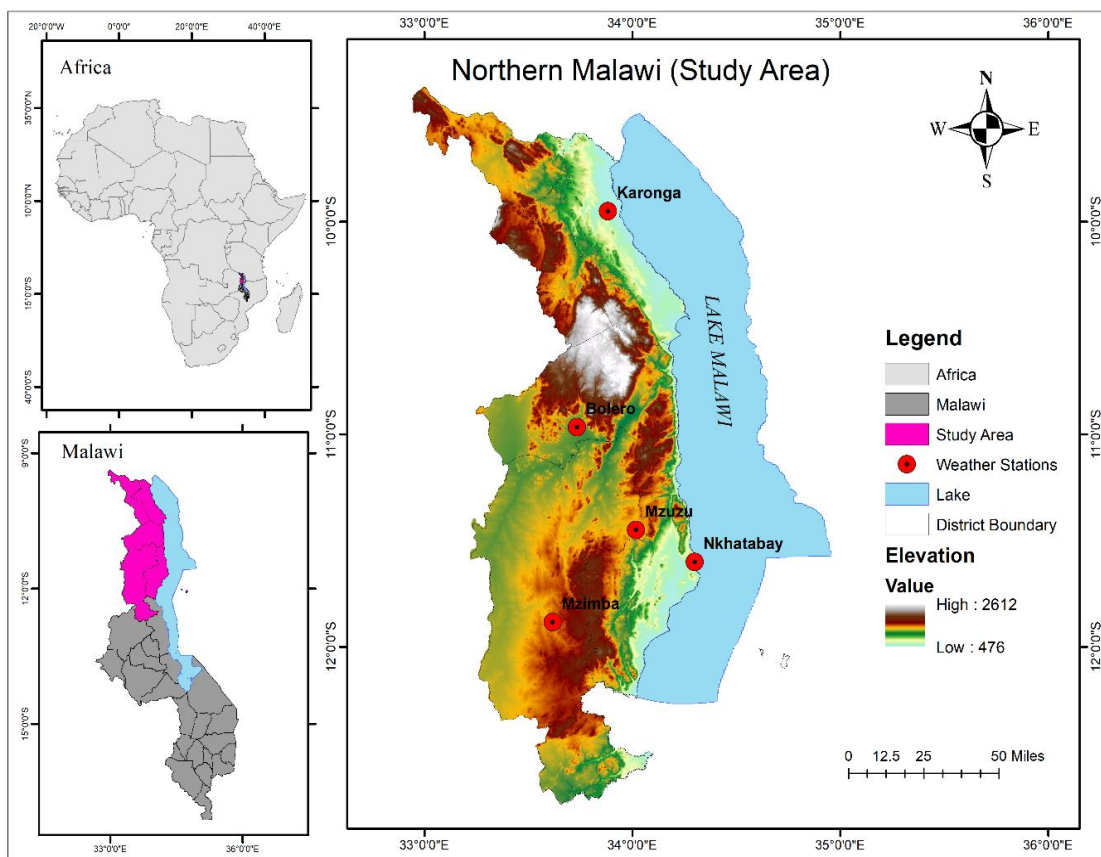 20°0'0"W 0°0'0" 20°0'0"E 40°0'0"E
Africa
35°0'0"N
10°0'0"N
15°0'0"S
40°0'0"S
Malawi
9°0'0"S
12°0'0"S
15°0'0"S
33°0'0"E 36°0'0"E
33°0'0"E 34°0'0"E 35°0'0"E 36°0'0"E
Northern Malawi (Study Area)
N
W E
S
Karonga
LAKE MALAWI
Bolero
Mzuzu
Nkhatabay
Mzimba
10°0'0"S
11°0'0"S
12°0'0"S
10°0'0"S
11°0'0"S
12°0'0"S
Legend
Africa
Malawi
Study Area
Weather Stations
Lake
District Boundary
Elevation
Value
High : 2612
Low : 476
0 12.5 25 50 Miles
33°0'0"E 34°0'0"E 35°0'0"E 36°0'0"E